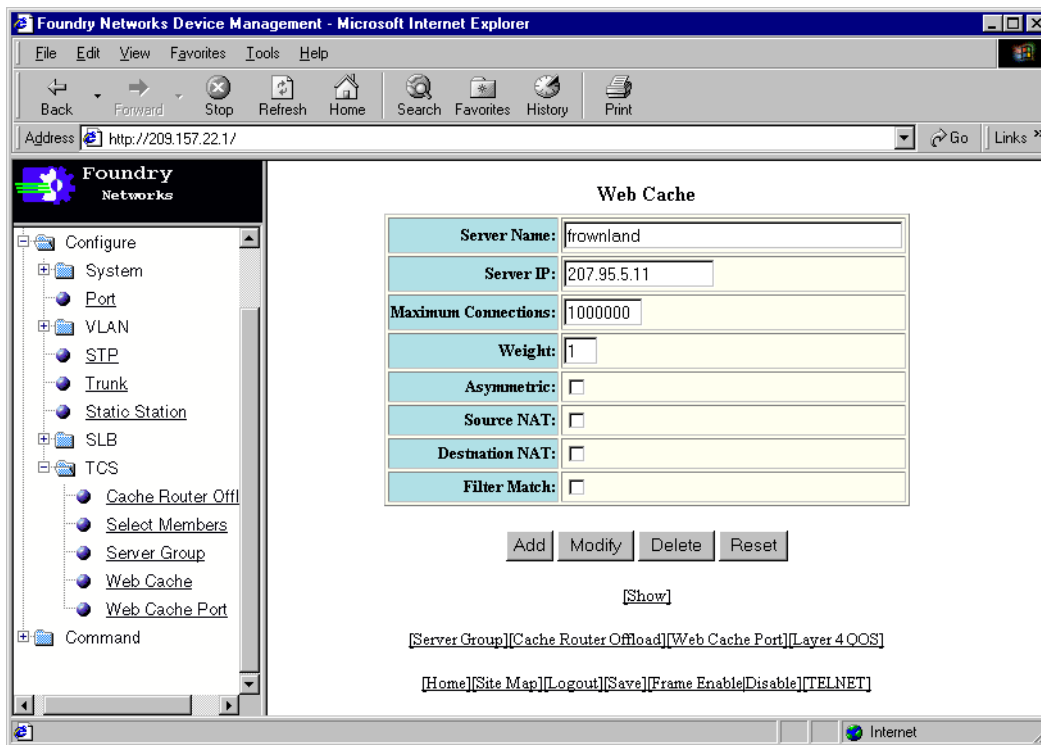 Foundry Networks Device Management - Microsoft Internet Explorer
File Edit View Favorites Tools Help
Back Forward Stop Refresh Home Search Favorites History Print
Address http://209.157.22.1/ Go Links »
Foundry
Networks
Configure
System
Port
VLAN
STP
Trunk
Static Station
SLB
TCS
Cache Router Offl
Select Members
Server Group
Web Cache
Web Cache Port
Command
Web Cache
Server Name: frownland
Server IP: 207.95.5.11
Maximum Connections: 1000000
Weight: 1
Asymmetric:
Source NAT:
Destnation NAT:
Filter Match:
Add Modify Delete Reset
[Show]
[Server Group][Cache Router Offload][Web Cache Port][Layer 4 QOS]
[Home][Site Map][Logout][Save][Frame Enable|Disable][TELNET]
Internet